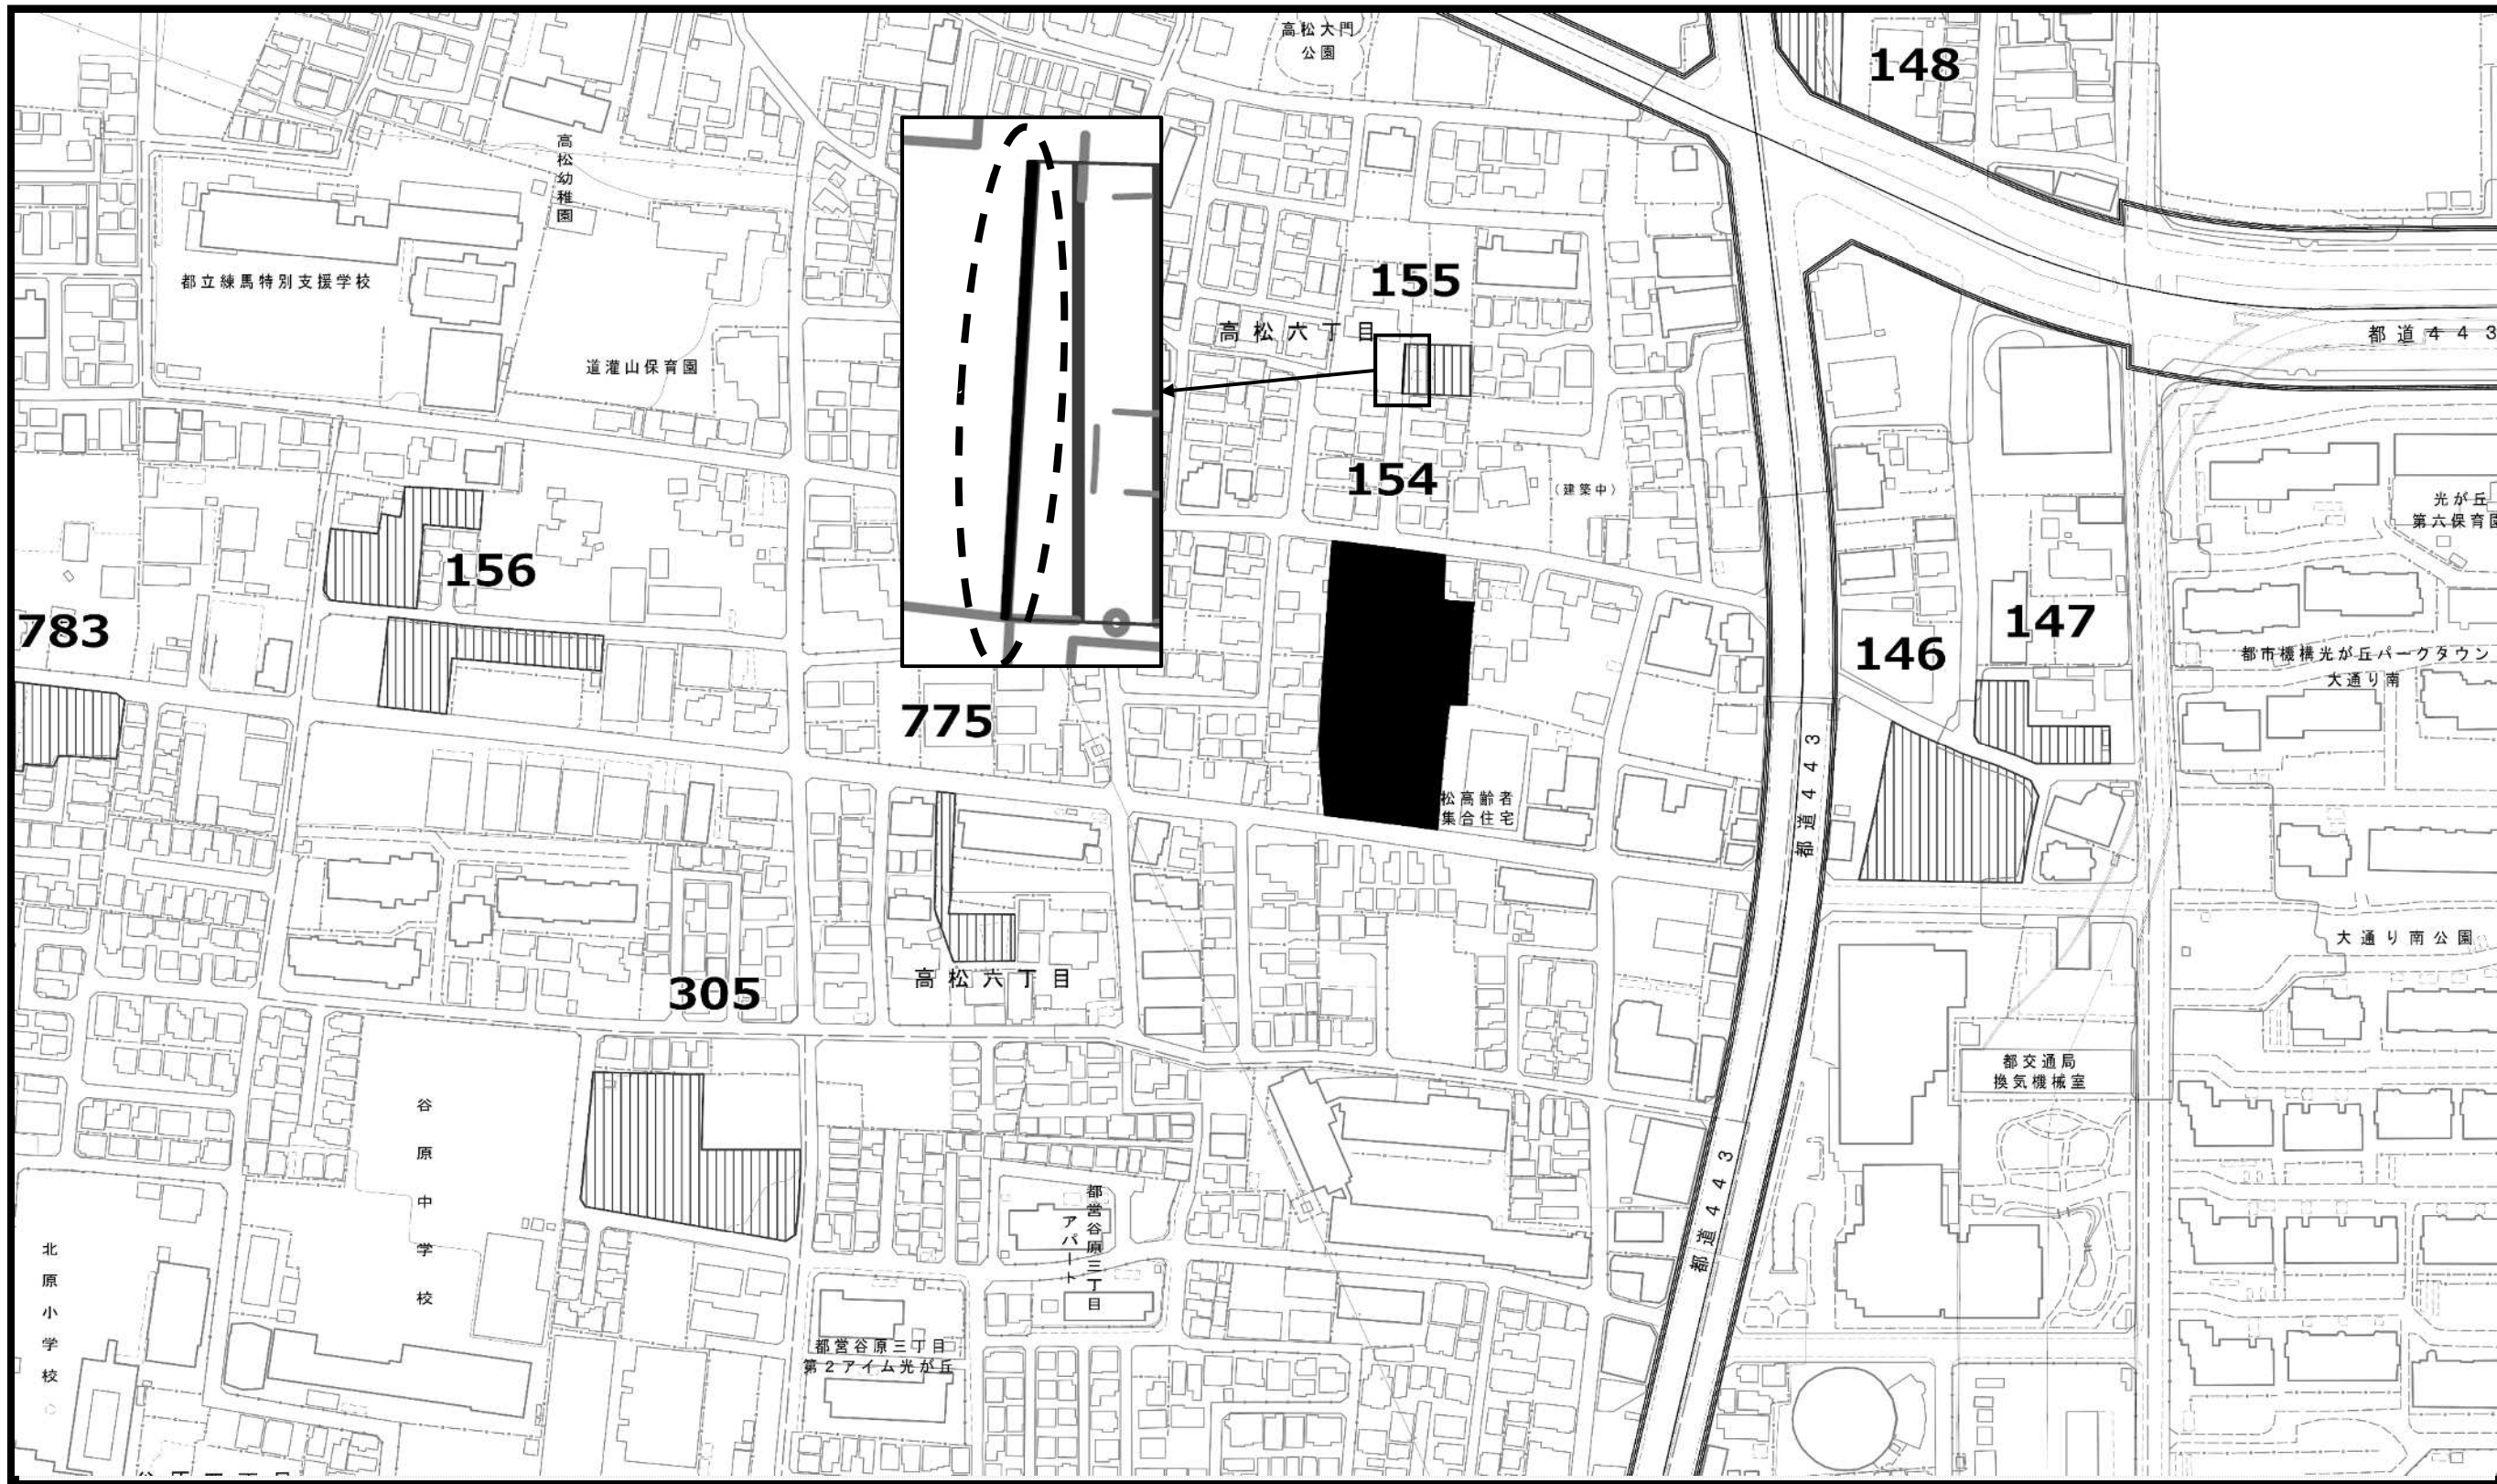 高松大門
公園
148
高松幼稚園
都立練馬特別支援学校
155
高松六丁目
都道443
道灌山保育園
154
(建築中)
光が丘
第六保育園
156
783
146
147
都市機構光が丘パークタウン
大通り南
775
都道443
松高齢者
集合住宅
大通り南公園
305
高松六丁目
都交通局
換気機械室
谷原中学校
都道443
都営谷原三丁目
アパート
北原小学校
都営谷原三丁目
第2アイム光が丘